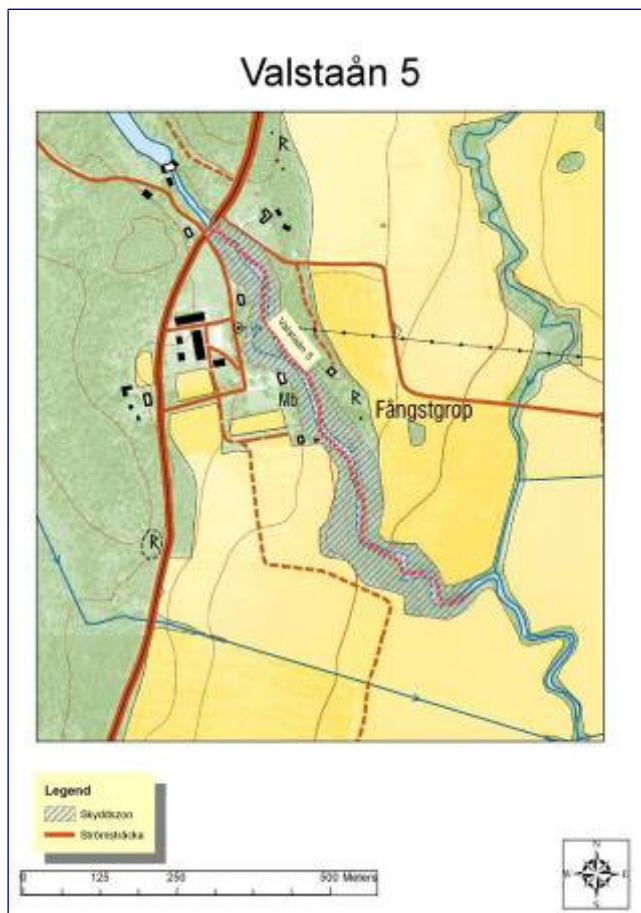 Valstaån 5
R
Valstaån 5
Mb
R
Fångstgrop
R
Legend
Skyddszon
Strömsträcka
0 125 250 500 Meters
N
W E
S